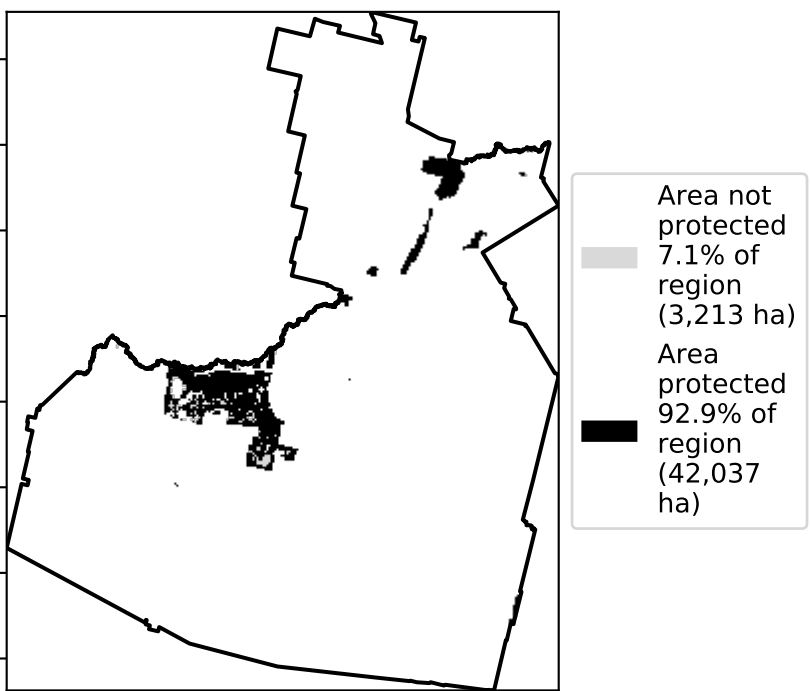 Area not
protected
7.1% of
region
(3,213 ha)
Area
protected
92.9% of
region
(42,037
ha)